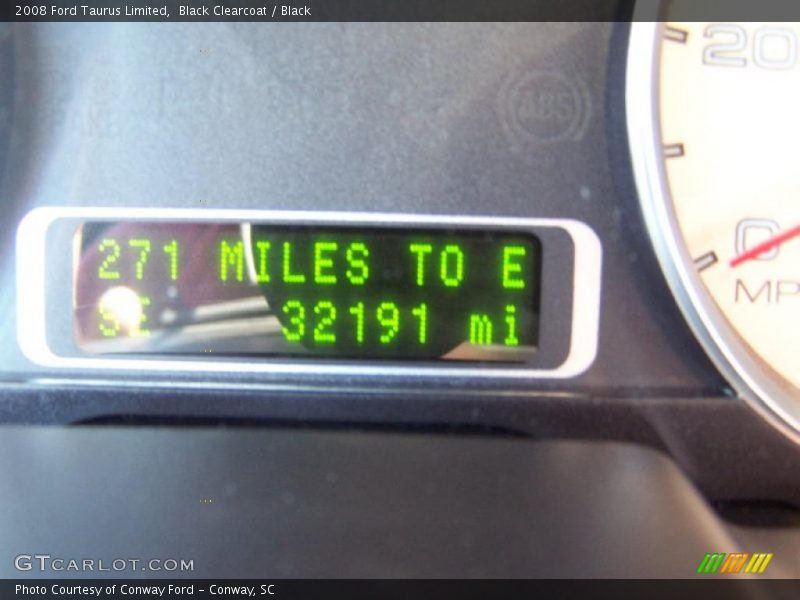 2008 Ford Taurus Limited,  Black Clearcoat / Black
ABS
20
271 MILES TO E
0
MP
SE 32191 mi
GTCARLOT.COM
Photo Courtesy of Conway Ford – Conway, SC